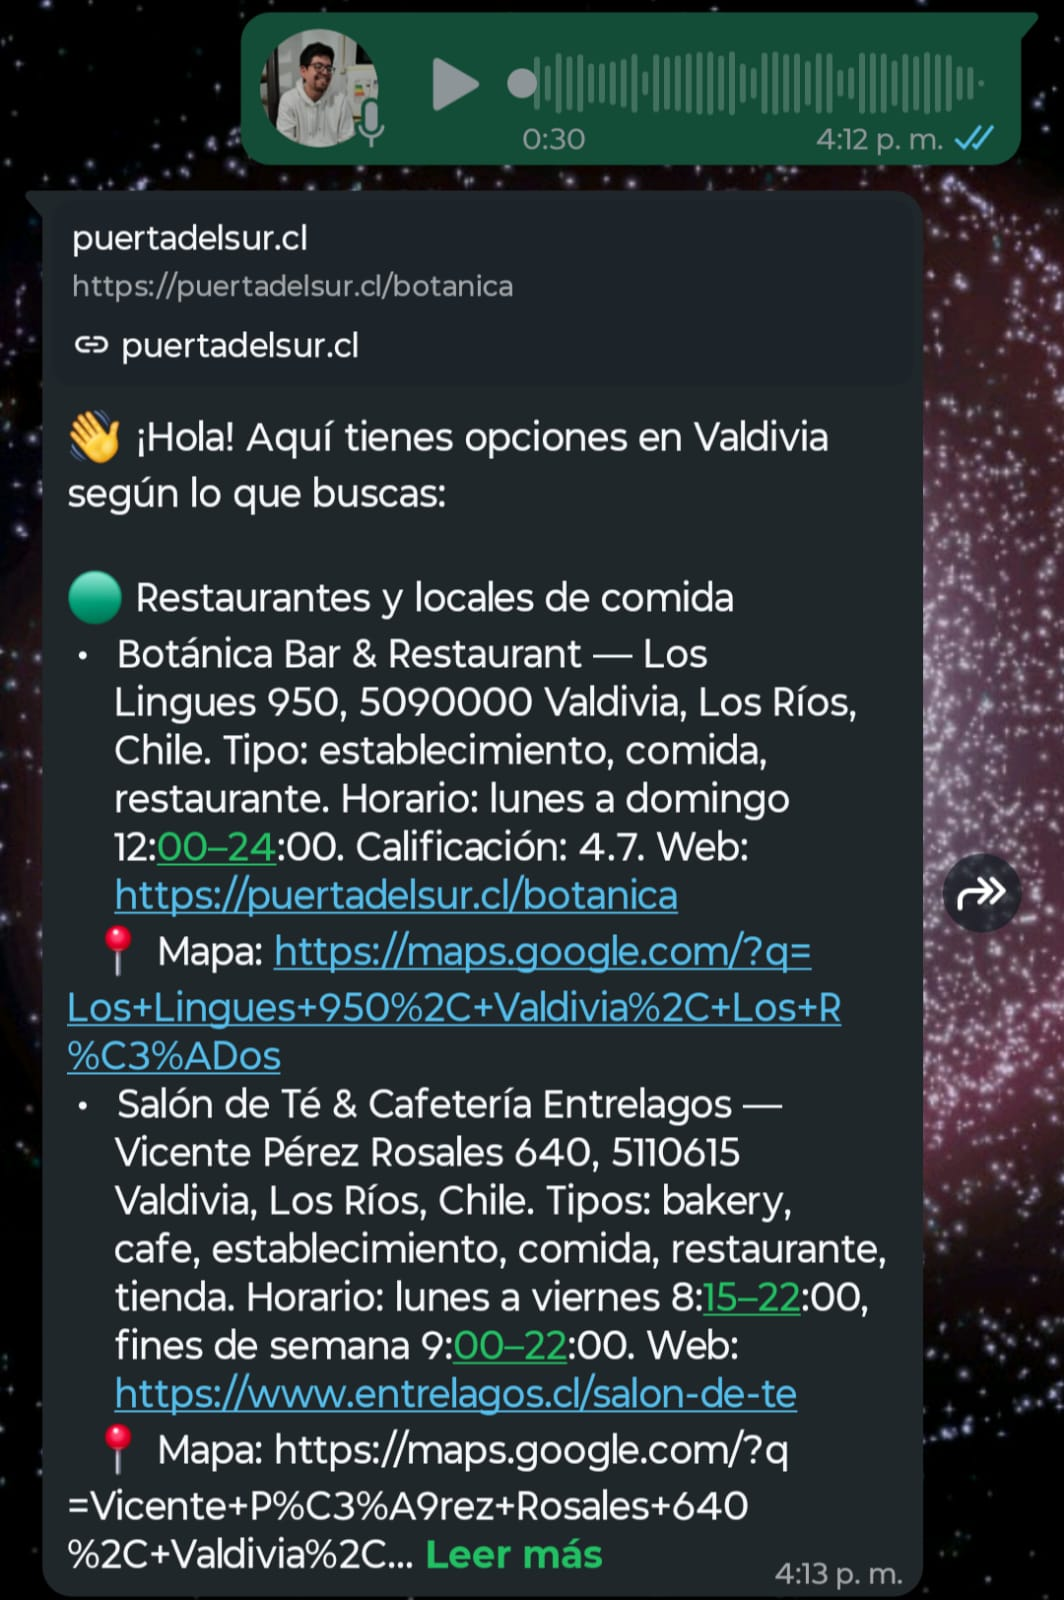 0:30
4:12 p. m.
puertadelsur.cl
https://puertadelsur.cl/botanica
puertadelsur.cl
👋 ¡Hola! Aquí tienes opciones en Valdivia
según lo que buscas:
🟢 Restaurantes y locales de comida
• Botánica Bar & Restaurant — Los
Lingues 950, 5090000 Valdivia, Los Ríos,
Chile. Tipo: establecimiento, comida,
restaurante. Horario: lunes a domingo
12:00–24:00. Calificación: 4.7. Web:
https://puertadelsur.cl/botanica
📍 Mapa: https://maps.google.com/?q=
Los+Lingues+950%2C+Valdivia%2C+Los+R
%C3%ADos
• Salón de Té & Cafetería Entrelagos —
Vicente Pérez Rosales 640, 5110615
Valdivia, Los Ríos, Chile. Tipos: bakery,
cafe, establecimiento, comida, restaurante,
tienda. Horario: lunes a viernes 8:15–22:00,
fines de semana 9:00–22:00. Web:
https://www.entrelagos.cl/salon-de-te
📍 Mapa: https://maps.google.com/?q
=Vicente+P%C3%A9rez+Rosales+640
%2C+Valdivia%2C... Leer más
4:13 p. m.